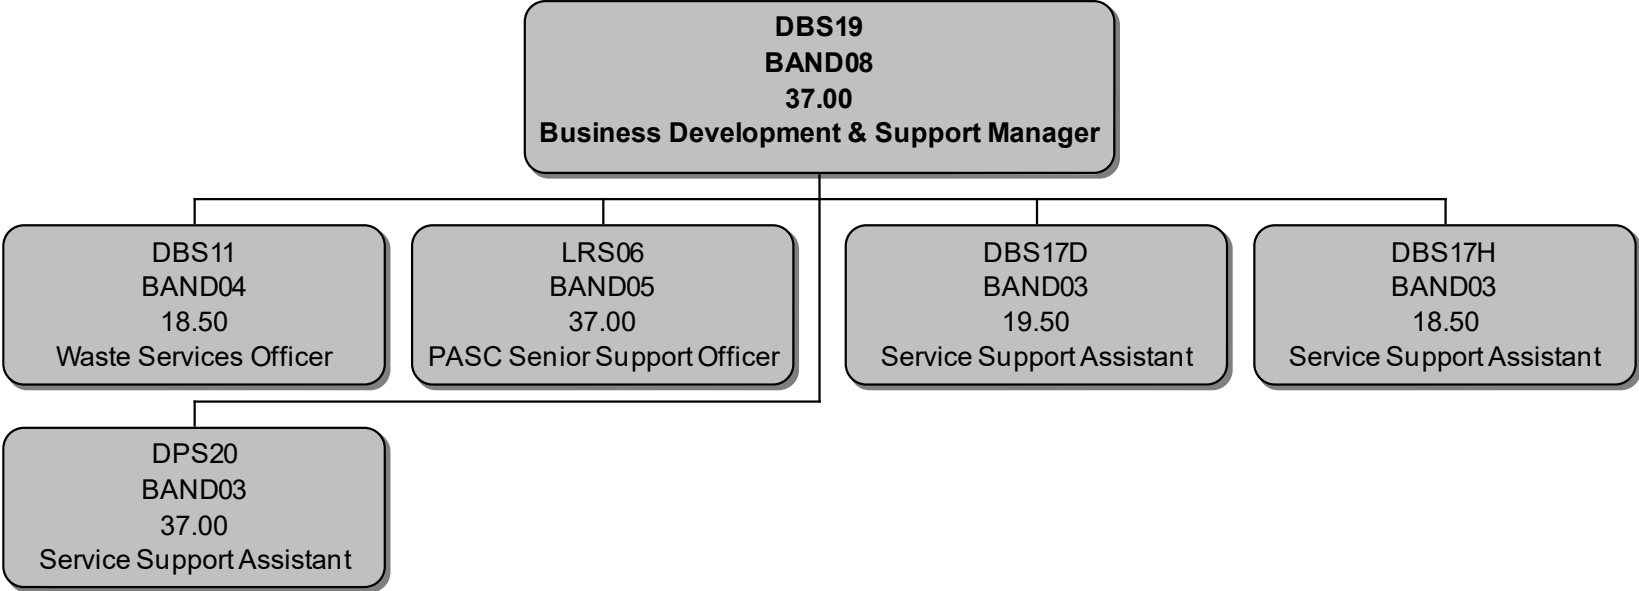 DBS19
BAND08
37.00
Business Development & Support Manager
DBS11
BAND04
18.50
Waste Services Officer
LRS06
BAND05
37.00
PASC Senior Support Officer
DBS17D
BAND03
19.50
Service Support Assistant
DBS17H
BAND03
18.50
Service Support Assistant
DPS20
BAND03
37.00
Service Support Assistant